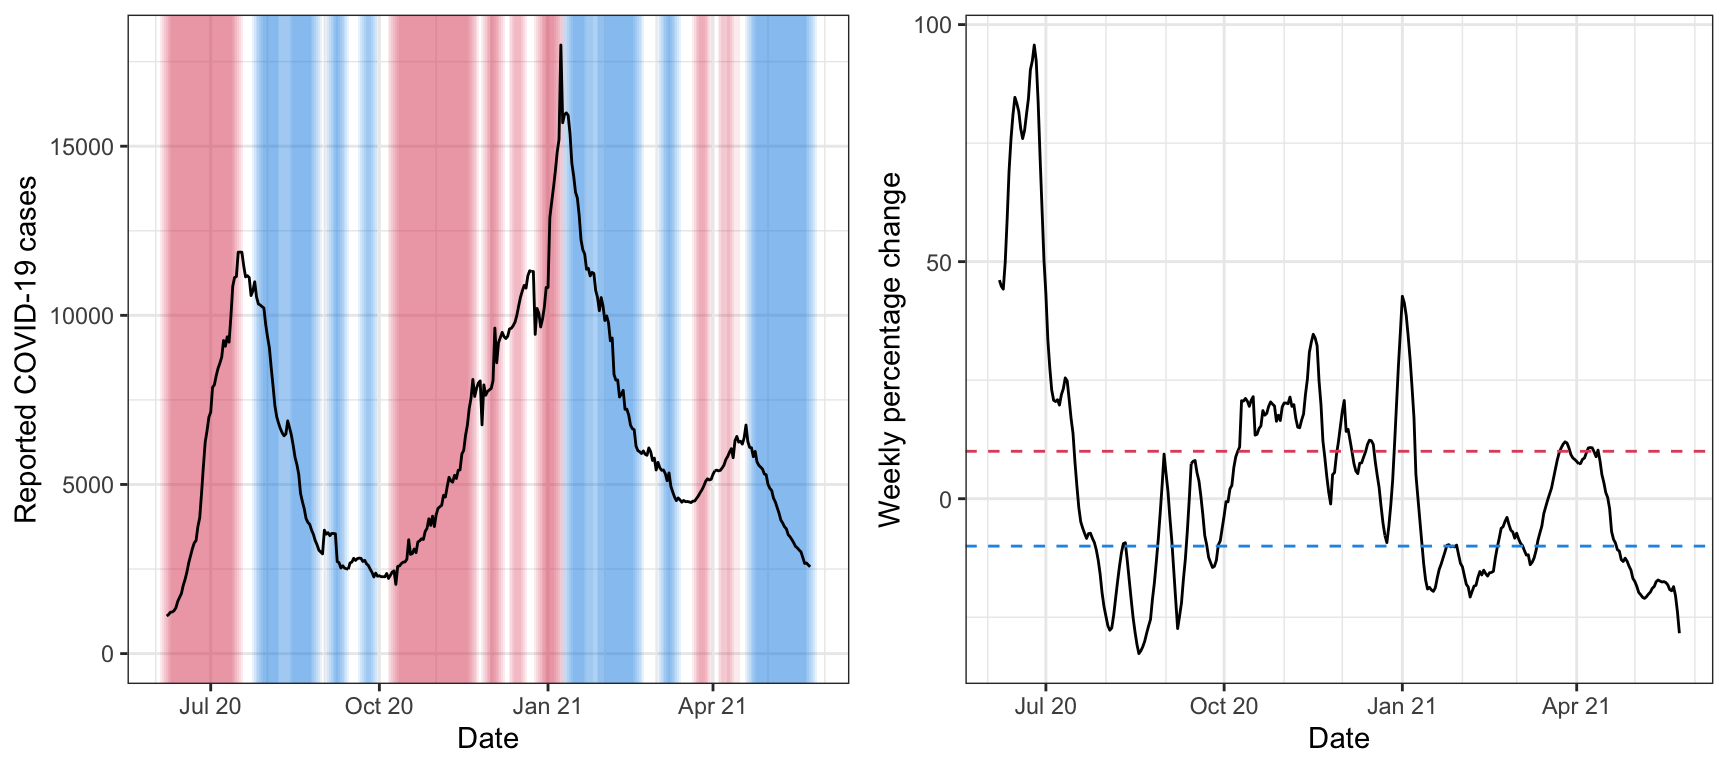 Reported COVID-19 cases
15000
10000
5000
0
Jul 20
Oct 20
Jan 21
Apr 21
Date
Weekly percentage change
100
50
0
Jul 20
Oct 20
Jan 21
Apr 21
Date